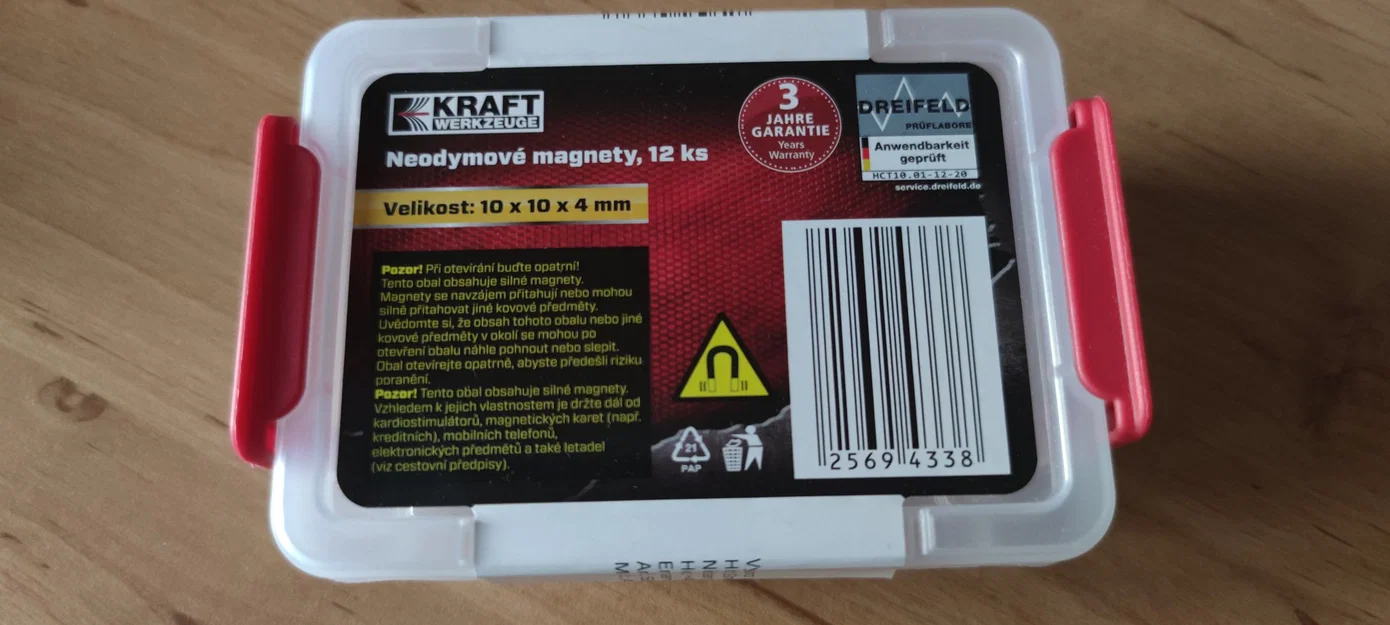 KRAFT
WERKZEUGE
Neodymové magnety, 12 ks
Velikost: 10 x 10 x 4 mm
3
JAHRE
GARANTIE
Years
Warranty
DREIFELD
PRÜFLABORE
Anwendbarkeit
geprüft
HCT10.01-12-20
service.dreifeld.de
Pozor! Při otevírání buďte opatrní!
Tento obal obsahuje silné magnety.
Magnety se navzájem přitahují nebo mohou
silně přitahovat jiné kovové předměty.
Uvědomte si, že obsah tohoto obalu nebo jiné
kovové předměty v okolí se mohou po
otevření obalu náhle pohnout nebo slepit.
Obal otevírejte opatrně, abyste předešli riziku
poranění.
Pozor! Tento obal obsahuje silné magnety.
Vzhledem k jejich vlastnostem je držte dál od
kardiostimulátorů, magnetických karet (např.
kreditních), mobilních telefonů,
elektronických předmětů a také letadel
(viz cestovní předpisy).
21
PAP
25694338